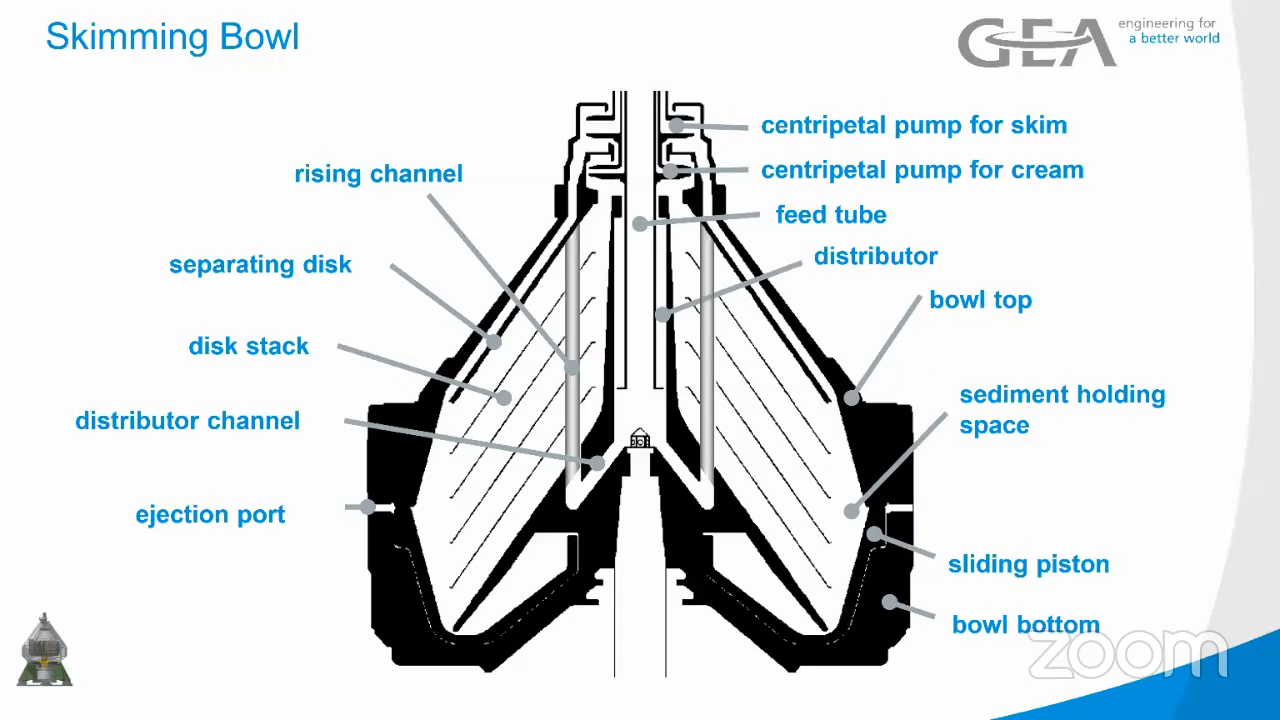 Skimming Bowl
GEA
engineering for
a better world
centripetal pump for skim
centripetal pump for cream
rising channel
feed tube
distributor
separating disk
bowl top
disk stack
sediment holding
space
distributor channel
ejection port
sliding piston
bowl bottom
zoom